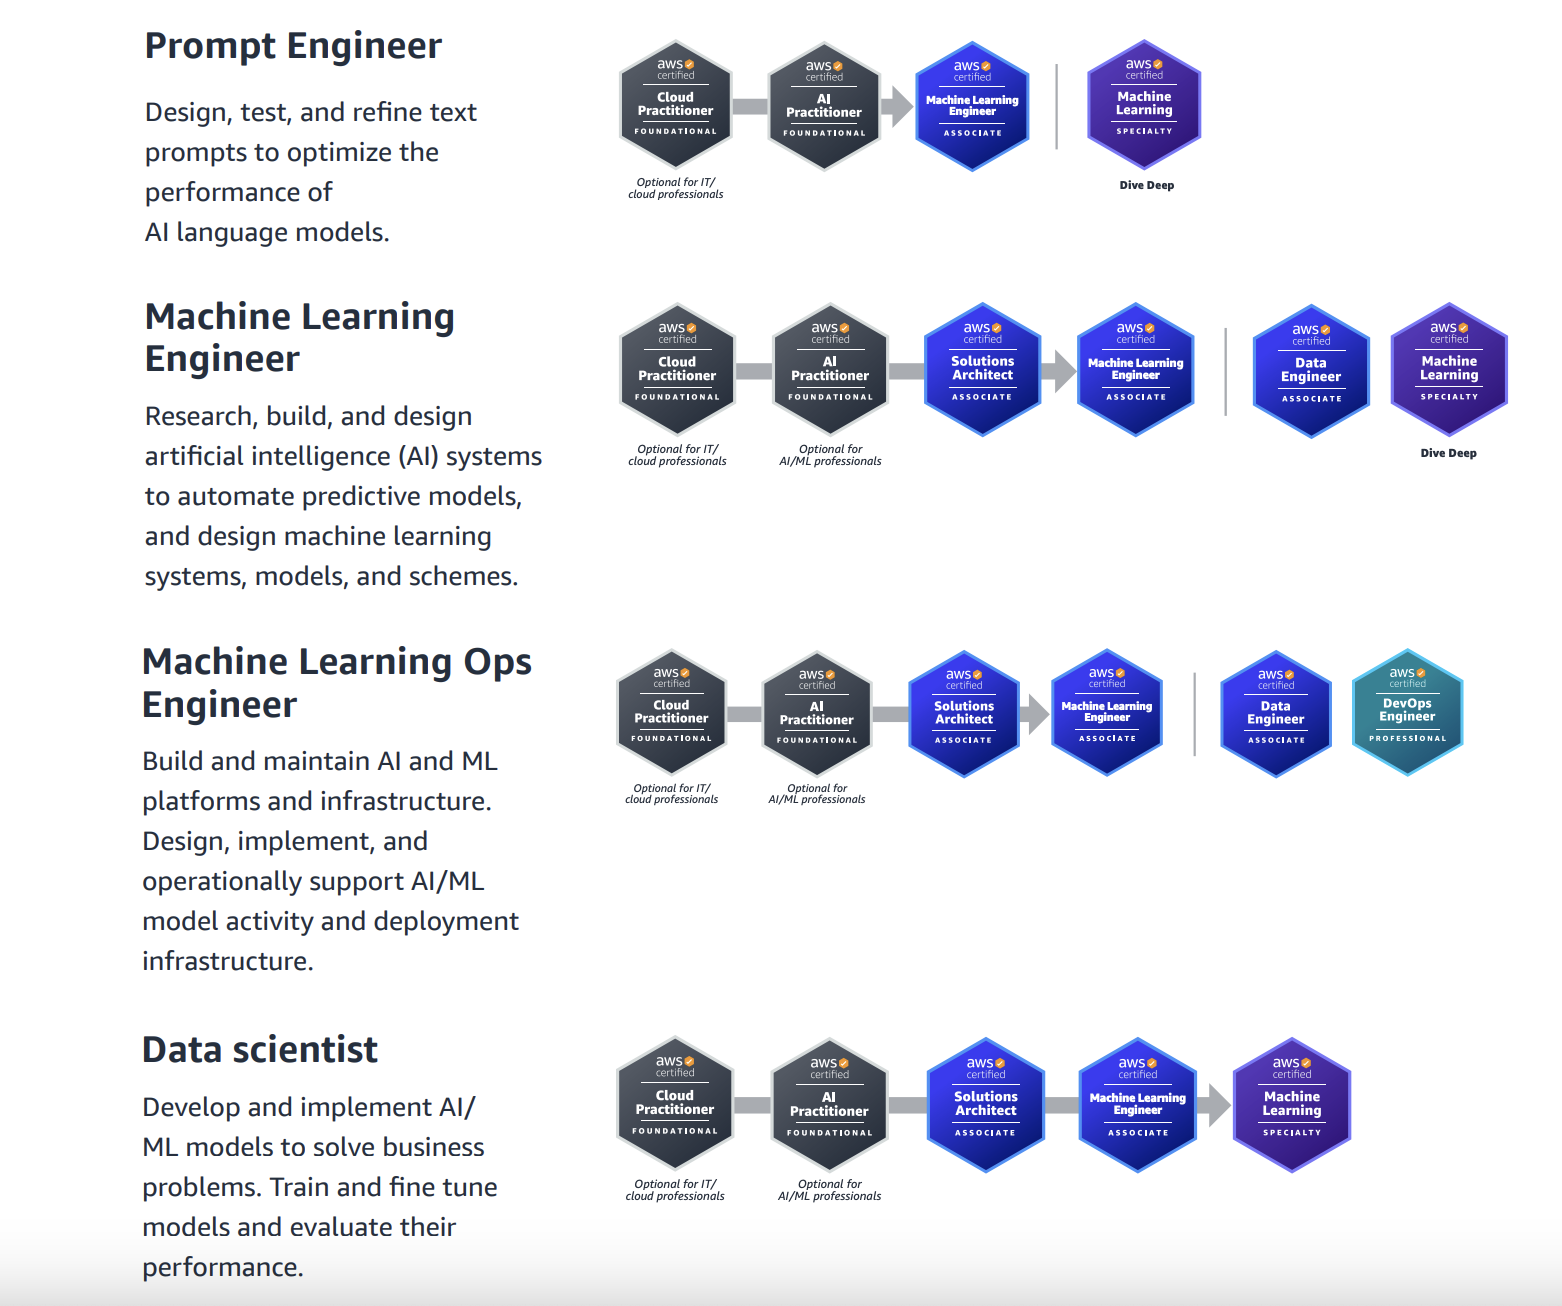 Prompt Engineer
Design, test, and refine text
prompts to optimize the
performance of
AI language models.
aws
certified
Cloud
Practitioner
FOUNDATIONAL
Optional for IT/
cloud professionals
aws
certified
AI
Practitioner
FOUNDATIONAL
aws
certified
Machine Learning
Engineer
ASSOCIATE
aws
certified
Machine
Learning
SPECIALTY
Dive Deep
Machine Learning
Engineer
Research, build, and design
artificial intelligence (AI) systems
to automate predictive models,
and design machine learning
systems, models, and schemes.
aws
certified
Cloud
Practitioner
FOUNDATIONAL
Optional for IT/
cloud professionals
aws
certified
AI
Practitioner
FOUNDATIONAL
Optional for
AI/ML professionals
aws
certified
Solutions
Architect
ASSOCIATE
aws
certified
Machine Learning
Engineer
ASSOCIATE
aws
certified
Data
Engineer
ASSOCIATE
aws
certified
Machine
Learning
SPECIALTY
Dive Deep
Machine Learning Ops
Engineer
Build and maintain AI and ML
platforms and infrastructure.
Design, implement, and
operationally support AI/ML
model activity and deployment
infrastructure.
aws
certified
Cloud
Practitioner
FOUNDATIONAL
Optional for IT/
cloud professionals
aws
certified
AI
Practitioner
FOUNDATIONAL
Optional for
AI/ML professionals
aws
certified
Solutions
Architect
ASSOCIATE
aws
certified
Machine Learning
Engineer
ASSOCIATE
aws
certified
Data
Engineer
ASSOCIATE
aws
certified
DevOps
Engineer
PROFESSIONAL
Data scientist
Develop and implement AI/
ML models to solve business
problems. Train and fine tune
models and evaluate their
performance.
aws
certified
Cloud
Practitioner
FOUNDATIONAL
Optional for IT/
cloud professionals
aws
certified
AI
Practitioner
FOUNDATIONAL
Optional for
AI/ML professionals
aws
certified
Solutions
Architect
ASSOCIATE
aws
certified
Machine Learning
Engineer
ASSOCIATE
aws
certified
Machine
Learning
SPECIALTY